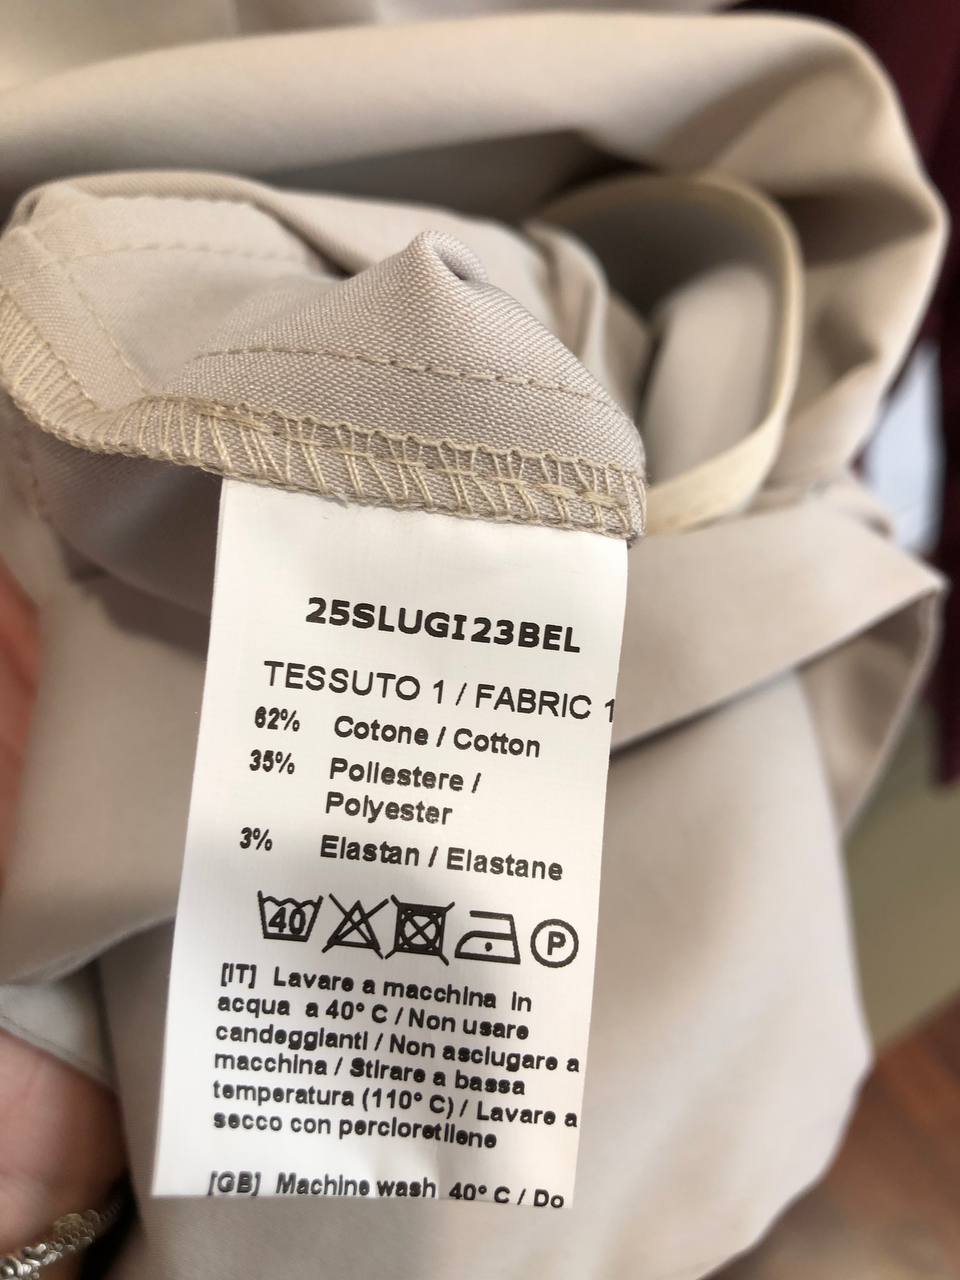 25SLUGI23BEL
TESSUTO 1 / FABRIC 1
62% Cotone / Cotton
35% Poliestere /
Polyester
3% Elastan / Elastane
40 P
[IT] Lavare a macchina in
acqua a 40° C / Non usare
candeggianti / Non asciugare a
macchina / Stirare a bassa
temperatura (110° C) / Lavare a
secco con percloretilene
[GB] Machine wash 40° C / Do